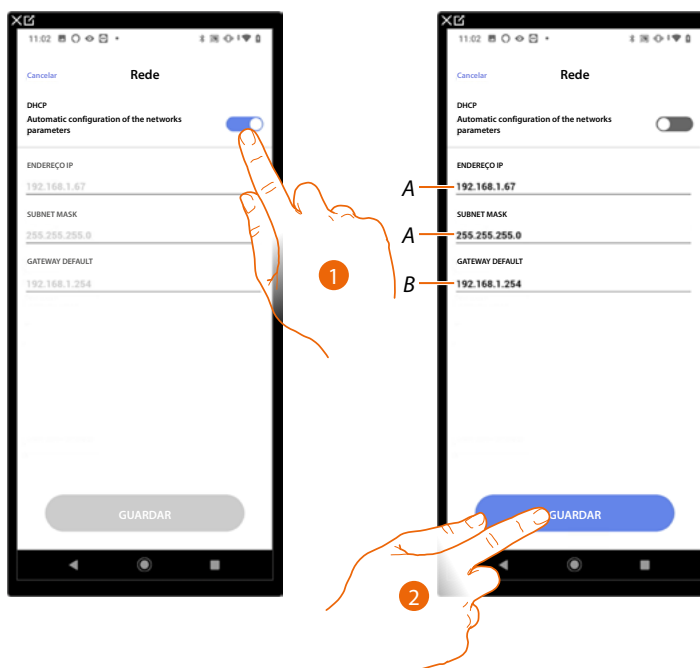 11:02
Cancelar
Rede
DHCP
Automatic configuration of the networks
parameters
ENDEREÇO IP
192.168.1.67
SUBNET MASK
255.255.255.0
GATEWAY DEFAULT
192.168.1.254
GUARDAR
1
11:02
Cancelar
Rede
DHCP
Automatic configuration of the networks
parameters
ENDEREÇO IP
A
192.168.1.67
SUBNET MASK
A
255.255.255.0
GATEWAY DEFAULT
B
192.168.1.254
GUARDAR
2